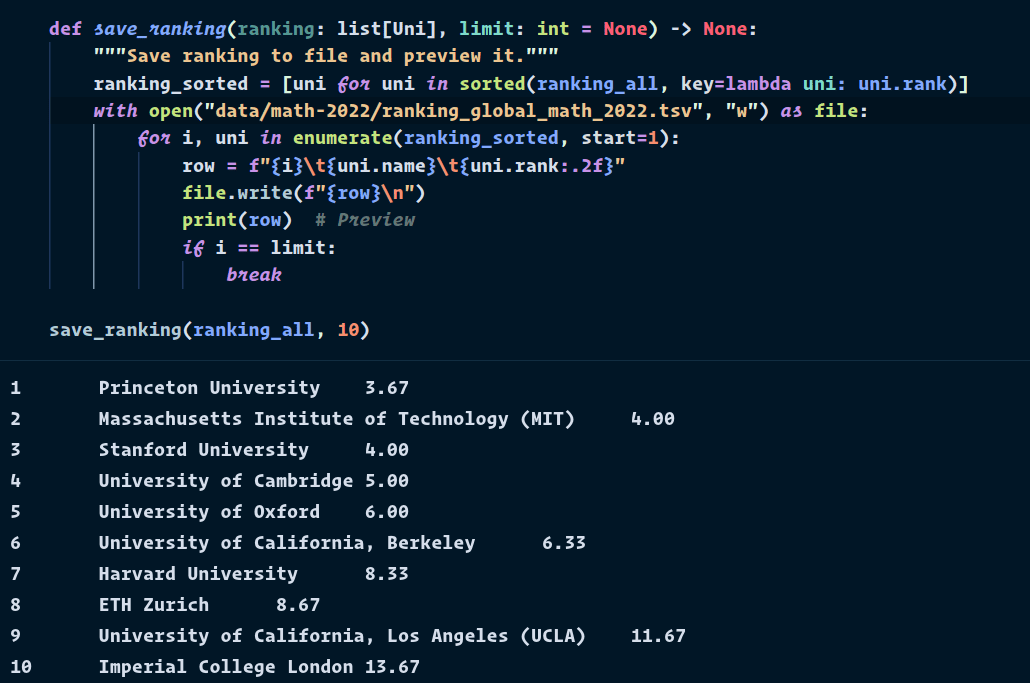 def save_ranking(ranking: list[Uni], limit: int = None) -> None:
    """Save ranking to file and preview it."""
    ranking_sorted = [uni for uni in sorted(ranking_all, key=lambda uni: uni.rank)]
    with open("data/math-2022/ranking_global_math_2022.tsv", "w") as file:
        for i, uni in enumerate(ranking_sorted, start=1):
            row = f"{i}\t{uni.name}\t{uni.rank:.2f}"
            file.write(f"{row}\n")
            print(row)  # Preview
            if i == limit:
                break
save_ranking(ranking_all, 10)
1	Princeton University	3.67
2	Massachusetts Institute of Technology (MIT)	4.00
3	Stanford University	4.00
4	University of Cambridge	5.00
5	University of Oxford	6.00
6	University of California, Berkeley	6.33
7	Harvard University	8.33
8	ETH Zurich	8.67
9	University of California, Los Angeles (UCLA)	11.67
10	Imperial College London	13.67